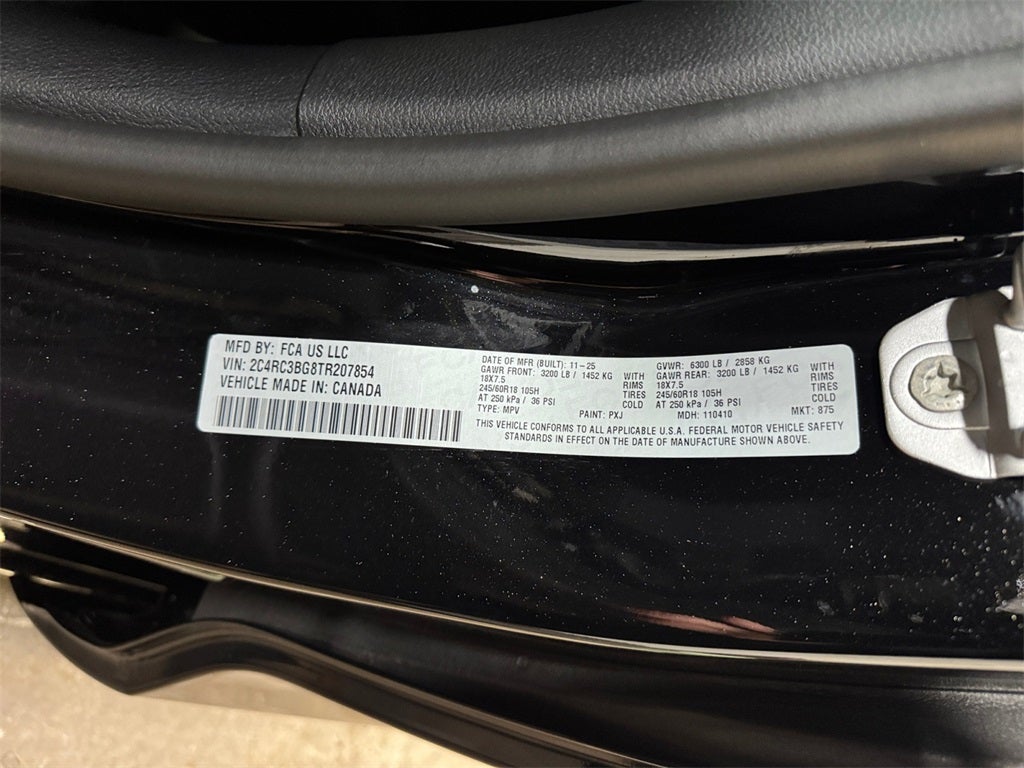 MFD BY: FCA US LLC
VIN: 2C4RC3BG8TR207854
VEHICLE MADE IN CANADA
DATE OF MFR (BUILT): 11-25
GAWR FRONT: 3200 LB / 1452 KG WITH
18X7.5 RIMS
245/60R18 105H TIRES
AT 250 kPa / 36 PSI COLD
TYPE: MPV PAINT: PXJ
GVWR: 6300 LB / 2858 KG
GAWR REAR: 3200 LB / 1452 KG WITH
18X7.5 RIMS
245/60R18 105H TIRES
AT 250 kPa / 36 PSI COLD
MDH: 110410 MKT: 875
THIS VEHICLE CONFORMS TO ALL APPLICABLE U.S.A. FEDERAL MOTOR VEHICLE SAFETY
STANDARDS IN EFFECT ON THE DATE OF MANUFACTURE SHOWN ABOVE.